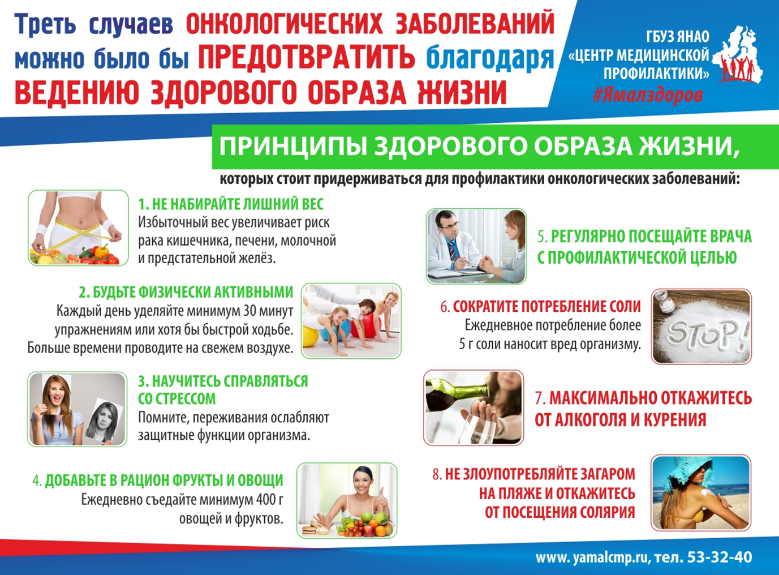 Треть случаев ОНКОЛОГИЧЕСКИХ ЗАБОЛЕВАНИЙ
можно было бы ПРЕДОТВРАТИТЬ благодаря
ВЕДЕНИЮ ЗДОРОВОГО ОБРАЗА ЖИЗНИ
ГБУЗ ЯНАО
«ЦЕНТР МЕДИЦИНСКОЙ
ПРОФИЛАКТИКИ»
#Ямалздоров
ПРИНЦИПЫ ЗДОРОВОГО ОБРАЗА ЖИЗНИ,
которых стоит придерживаться для профилактики онкологических заболеваний:
1. НЕ НАБИРАЙТЕ ЛИШНИЙ ВЕС
Избыточный вес увеличивает риск
рака кишечника, печени, молочной
и предстательной желёз.
2. БУДЬТЕ ФИЗИЧЕСКИ АКТИВНЫМИ
Каждый день уделяйте минимум 30 минут
упражнениям или хотя бы быстрой ходьбе.
Больше времени проводите на свежем воздухе.
3. НАУЧИТЕСЬ СПРАВЛЯТЬСЯ
СО СТРЕССОМ
Помните, переживания ослабляют
защитные функции организма.
4. ДОБАВЬТЕ В РАЦИОН ФРУКТЫ И ОВОЩИ
Ежедневно съедайте минимум 400 г
овощей и фруктов.
5. РЕГУЛЯРНО ПОСЕЩАЙТЕ ВРАЧА
С ПРОФИЛАКТИЧЕСКОЙ ЦЕЛЬЮ
6. СОКРАТИТЕ ПОТРЕБЛЕНИЕ СОЛИ
Ежедневное потребление более
5 г соли наносит вред организму.
STOP!
7. МАКСИМАЛЬНО ОТКАЖИТЕСЬ
ОТ АЛКОГОЛЯ И КУРЕНИЯ
8. НЕ ЗЛОУПОТРЕБЛЯЙТЕ ЗАГАРОМ
НА ПЛЯЖЕ И ОТКАЖИТЕСЬ
ОТ ПОСЕЩЕНИЯ СОЛЯРИЯ
www. yamalcmp.ru, тел. 53-32-40